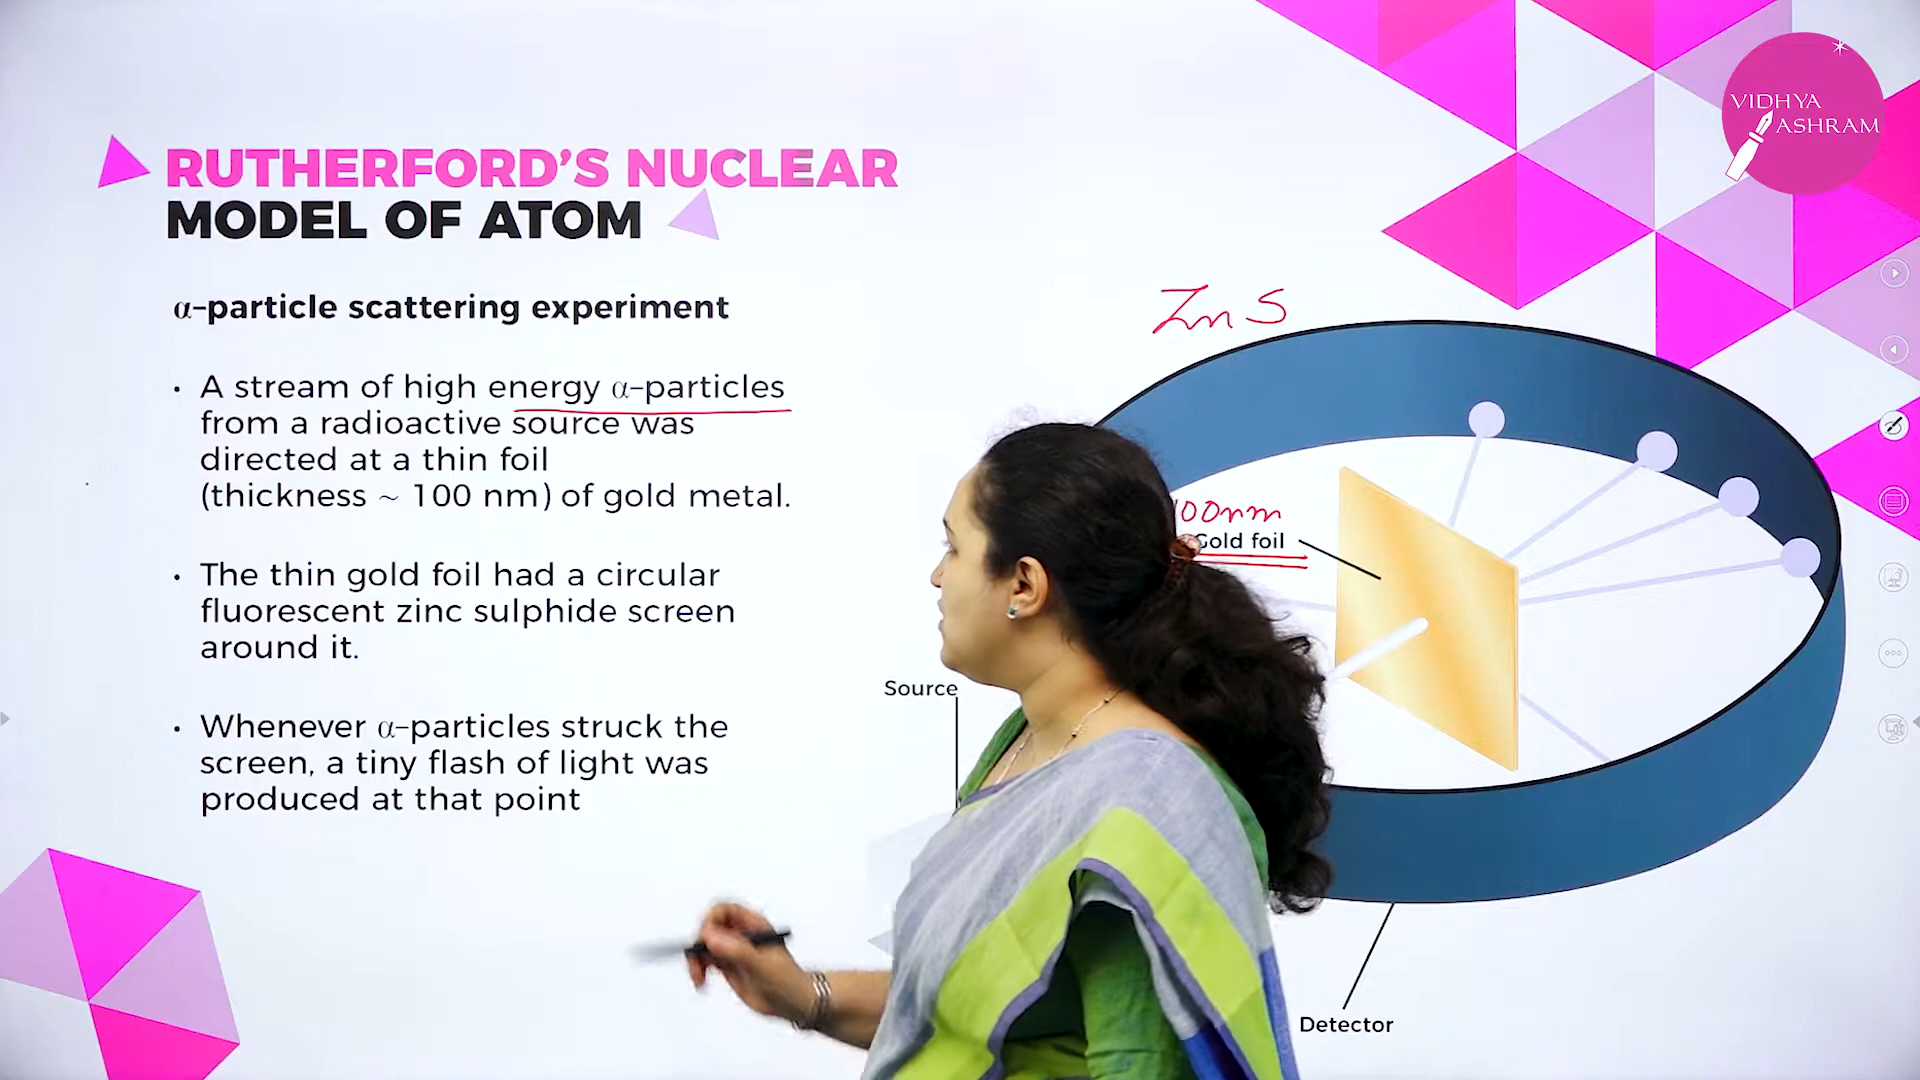 VIDHYA
ASHRAM
RUTHERFORD'S NUCLEAR
MODEL OF ATOM
α-particle scattering experiment
• A stream of high energy α-particles
from a radioactive source was
directed at a thin foil
(thickness ~ 100 nm) of gold metal.
• The thin gold foil had a circular
fluorescent zinc sulphide screen
around it.
• Whenever α-particles struck the
screen, a tiny flash of light was
produced at that point
ZnS
100nm
Gold foil
Source
Detector